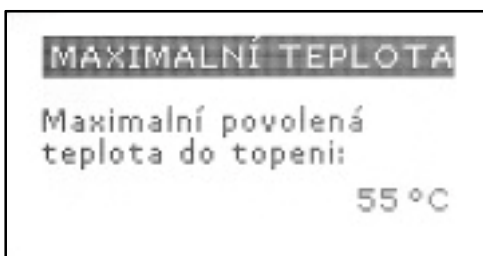 MAXIMALNÍ TEPLOTA
Maximalní povolená
teplota do topeni:
55 °C